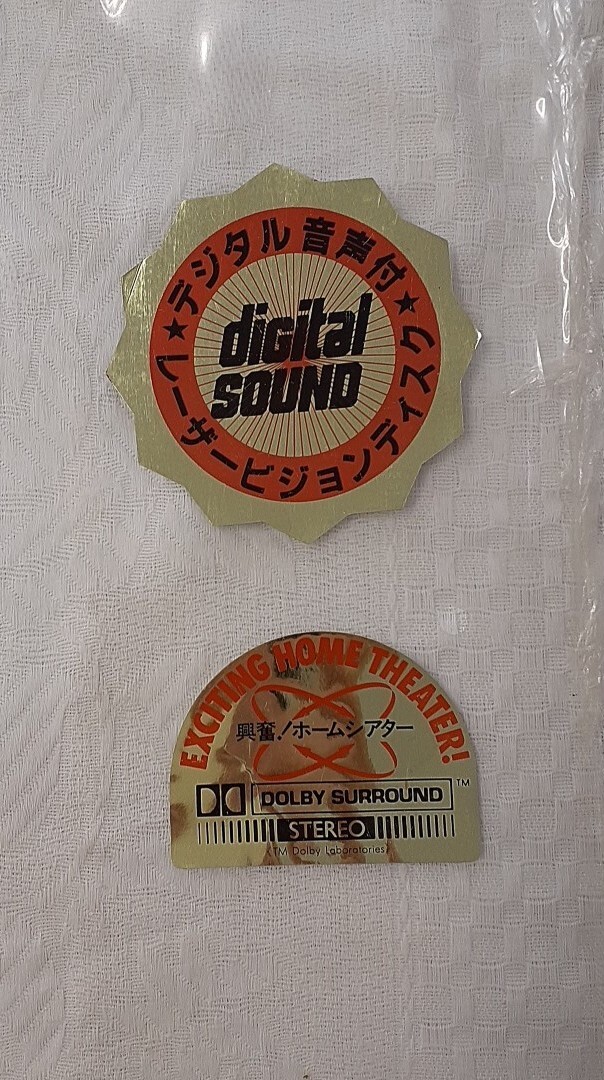 ★デジタル音声付★
digital
SOUND
レーザービジョンディスク
EXCITING HOME THEATER!
興奮!ホームシアター
DOLBY SURROUND TM
STEREO
(TM Dolby Laboratories)